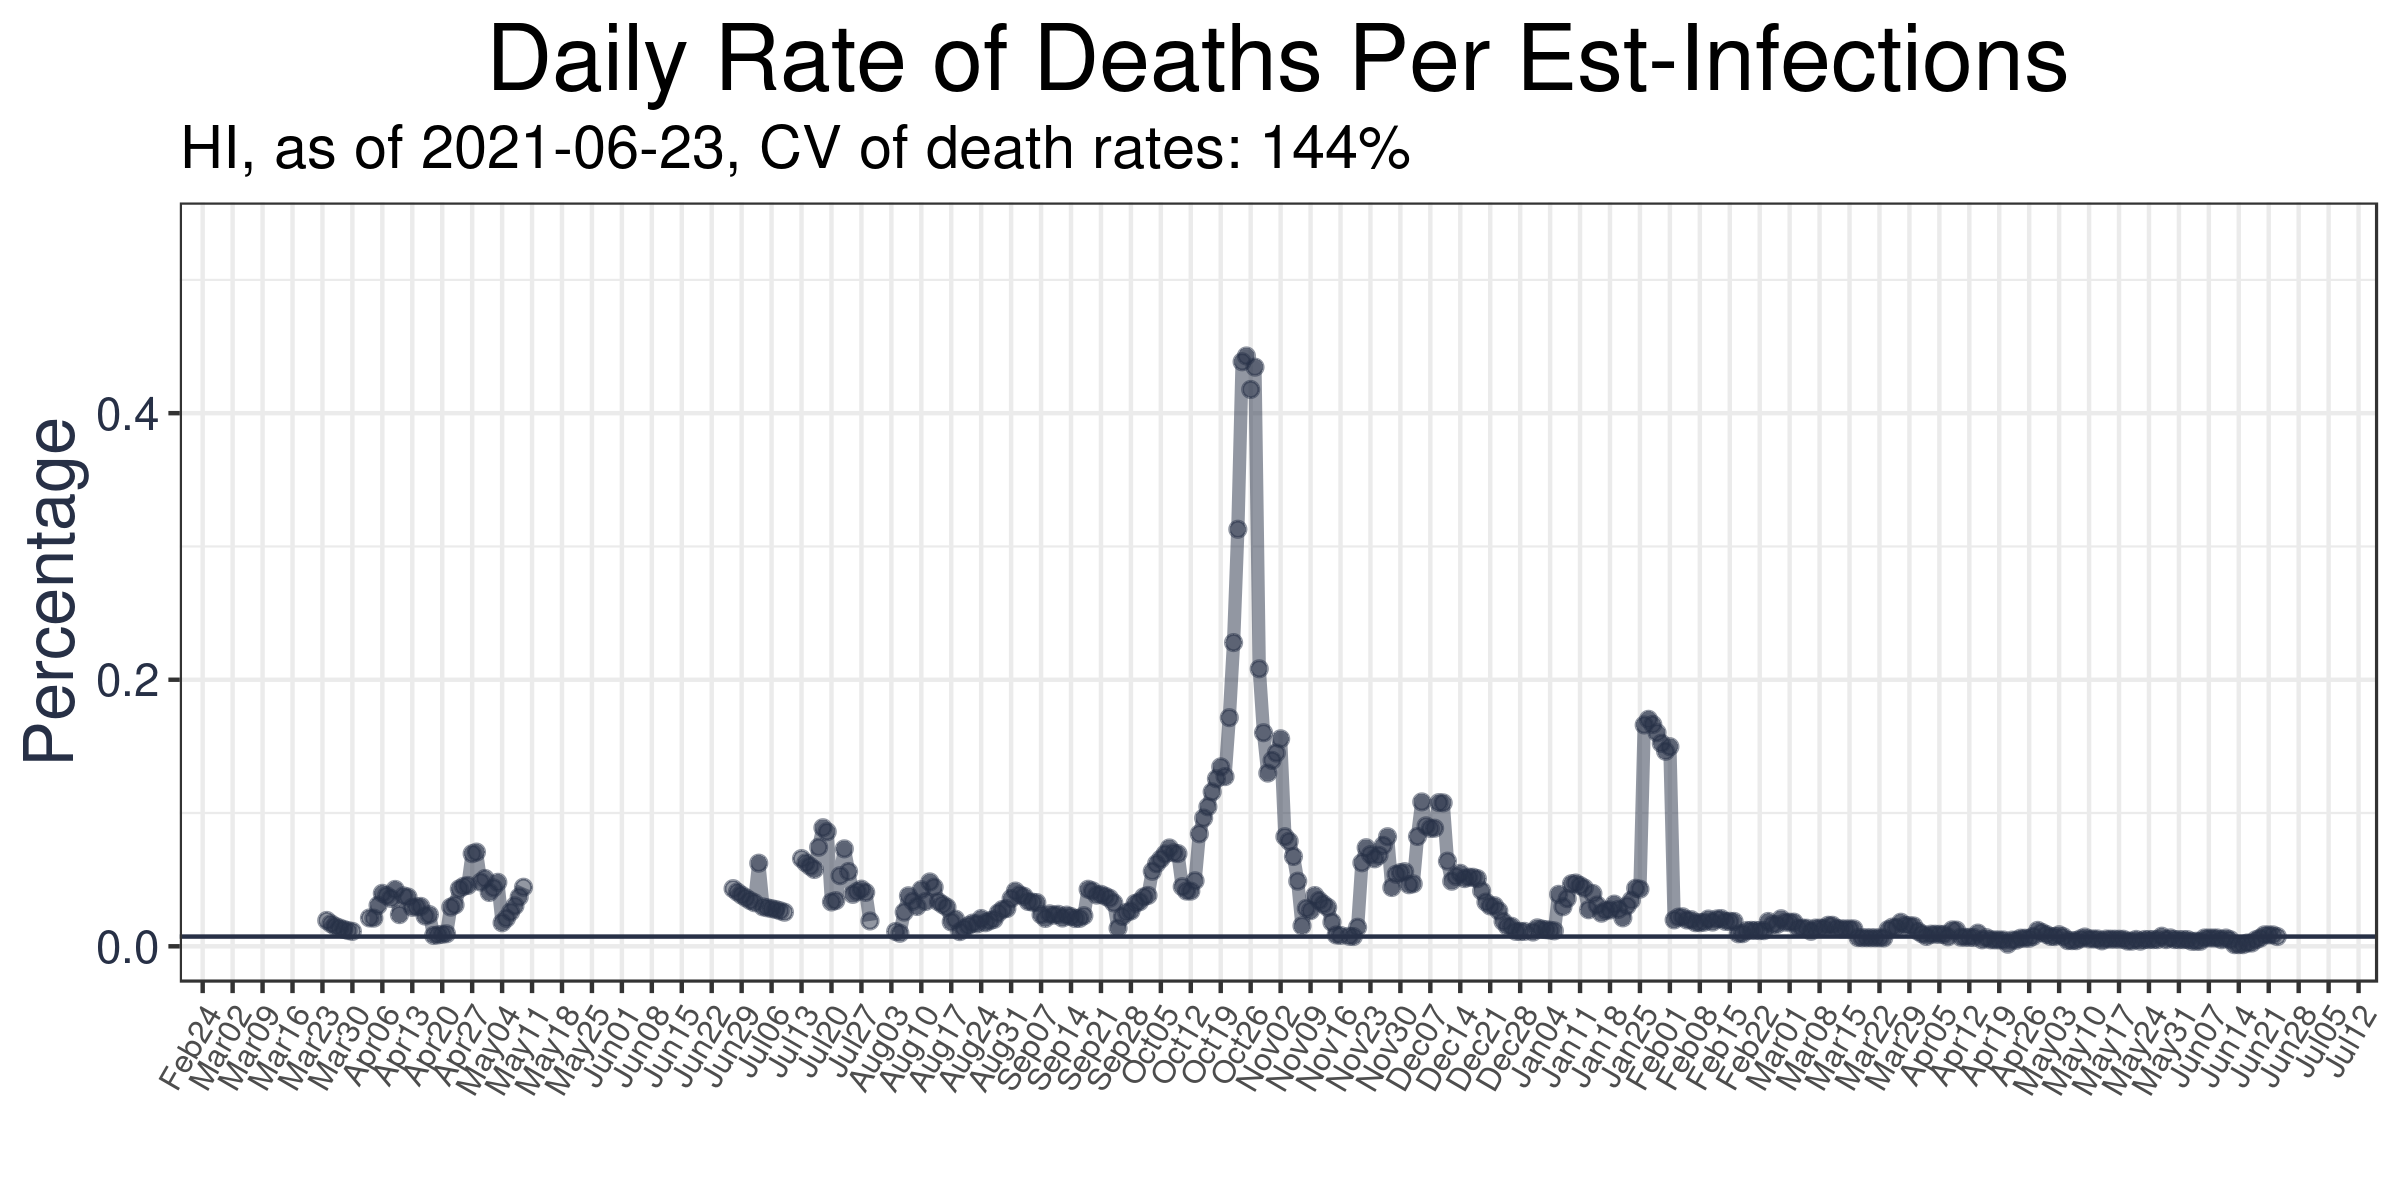 Daily Rate of Deaths Per Est-Infections
HI, as of 2021-06-23, CV of death rates: 144%
Percentage
0.4
0.2
0.0
Feb24
Mar02
Mar09
Mar16
Mar23
Mar30
Apr06
Apr13
Apr20
Apr27
May04
May11
May18
May25
Jun01
Jun08
Jun15
Jun22
Jun29
Jul06
Jul13
Jul20
Jul27
Aug03
Aug10
Aug17
Aug24
Aug31
Sep07
Sep14
Sep21
Sep28
Oct05
Oct12
Oct19
Oct26
Nov02
Nov09
Nov16
Nov23
Nov30
Dec07
Dec14
Dec21
Dec28
Jan04
Jan11
Jan18
Jan25
Feb01
Feb08
Feb15
Feb22
Mar01
Mar08
Mar15
Mar22
Mar29
Apr05
Apr12
Apr19
Apr26
May03
May10
May17
May24
May31
Jun07
Jun14
Jun21
Jun28
Jul05
Jul12